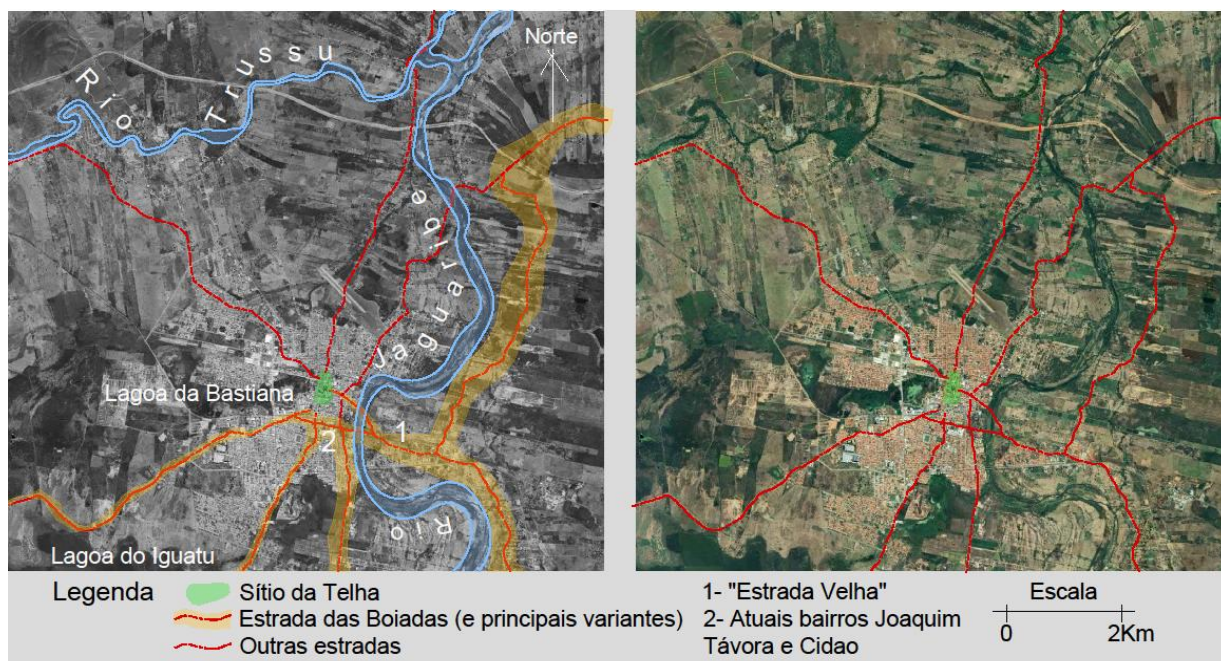 Norte
Rio Trussu
Rio Jaguaribe
Lagoa da Bastiana
1
2
Lagoa do Iguatu
Legenda
Sítio da Telha
Estrada das Boiadas (e principais variantes)
Outras estradas
1- "Estrada Velha"
2- Atuais bairros Joaquim
Távora e Cidao
Escala
0 2Km